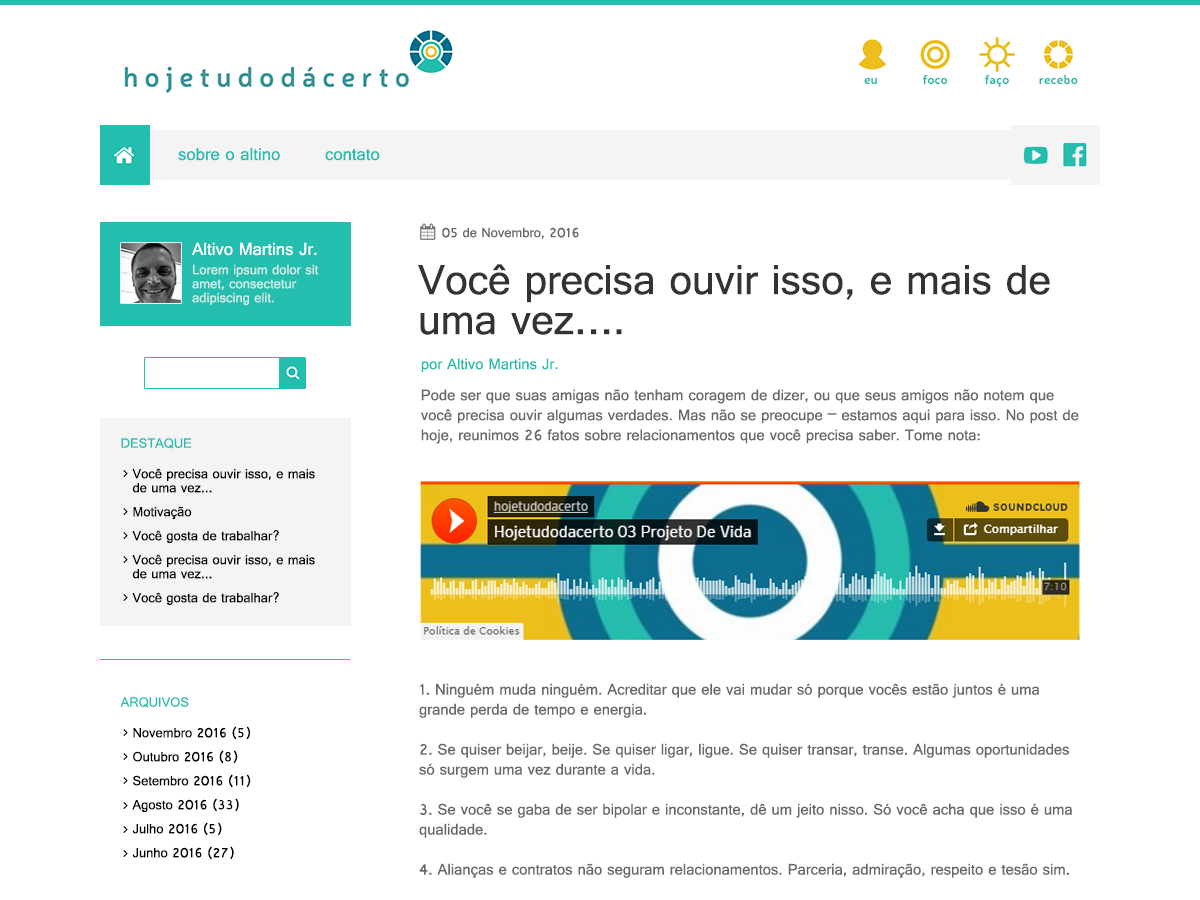 hojetudodácerto
eu
foco
faço
recebo
sobre o altino
contato
Altivo Martins Jr.
Lorem ipsum dolor sit
amet, consectetur
adipiscing elit.
DESTAQUE
Você precisa ouvir isso, e mais
de uma vez...
Motivação
Você gosta de trabalhar?
Você precisa ouvir isso, e mais
de uma vez...
Você gosta de trabalhar?
ARQUIVOS
Novembro 2016 (5)
Outubro 2016 (8)
Setembro 2016 (11)
Agosto 2016 (33)
Julho 2016 (5)
Junho 2016 (27)
05 de Novembro, 2016
Você precisa ouvir isso, e mais de
uma vez....
por Altivo Martins Jr.
Pode ser que suas amigas não tenham coragem de dizer, ou que seus amigos não notem que
você precisa ouvir algumas verdades. Mas não se preocupe – estamos aqui para isso. No post de
hoje, reunimos 26 fatos sobre relacionamentos que você precisa saber. Tome nota:
hojetudodacerto
Hojetudodacerto 03 Projeto De Vida
SOUNDCLOUD
Compartilhar
7:10
Política de Cookies
1. Ninguém muda ninguém. Acreditar que ele vai mudar só porque vocês estão juntos é uma
grande perda de tempo e energia.
2. Se quiser beijar, beije. Se quiser ligar, ligue. Se quiser transar, transe. Algumas oportunidades
só surgem uma vez durante a vida.
3. Se você se gaba de ser bipolar e inconstante, dê um jeito nisso. Só você acha que isso é uma
qualidade.
4. Alianças e contratos não seguram relacionamentos. Parceria, admiração, respeito e tesão sim.